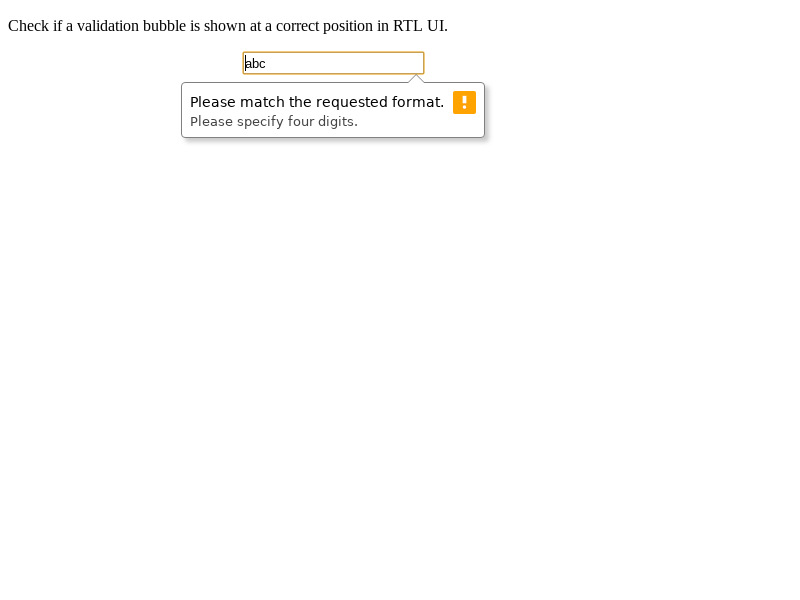 Check if a validation bubble is shown at a correct position in RTL UI.
abc
Please match the requested format.
Please specify four digits.